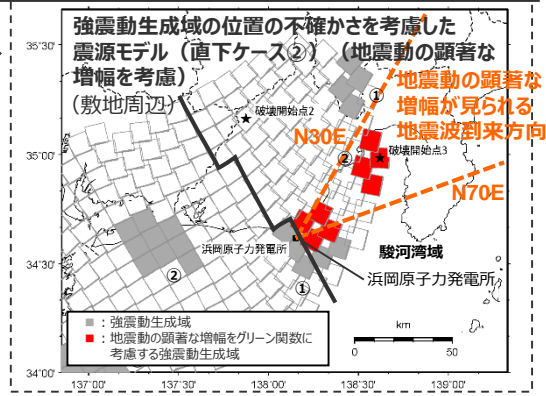 強震動生成域の位置の不確かさを考慮した
震源モデル（直下ケース②）（地震動の顕著な
増幅を考慮）
（敷地周辺）
地震動の顕著な
増幅が見られる
地震波到来方向
①
★破壊開始点2
N30E
②
★破壊開始点3
N70E
駿河湾域
浜岡原子力発電所
浜岡原子力発電所
②
①
■：強震動生成域
■：地震動の顕著な増幅をグリーン関数に
考慮する強震動生成域
km
0 50
35˚30'
35˚00'
34˚30'
34˚00'
137˚00' 137˚30' 138˚00' 138˚30' 139˚00'